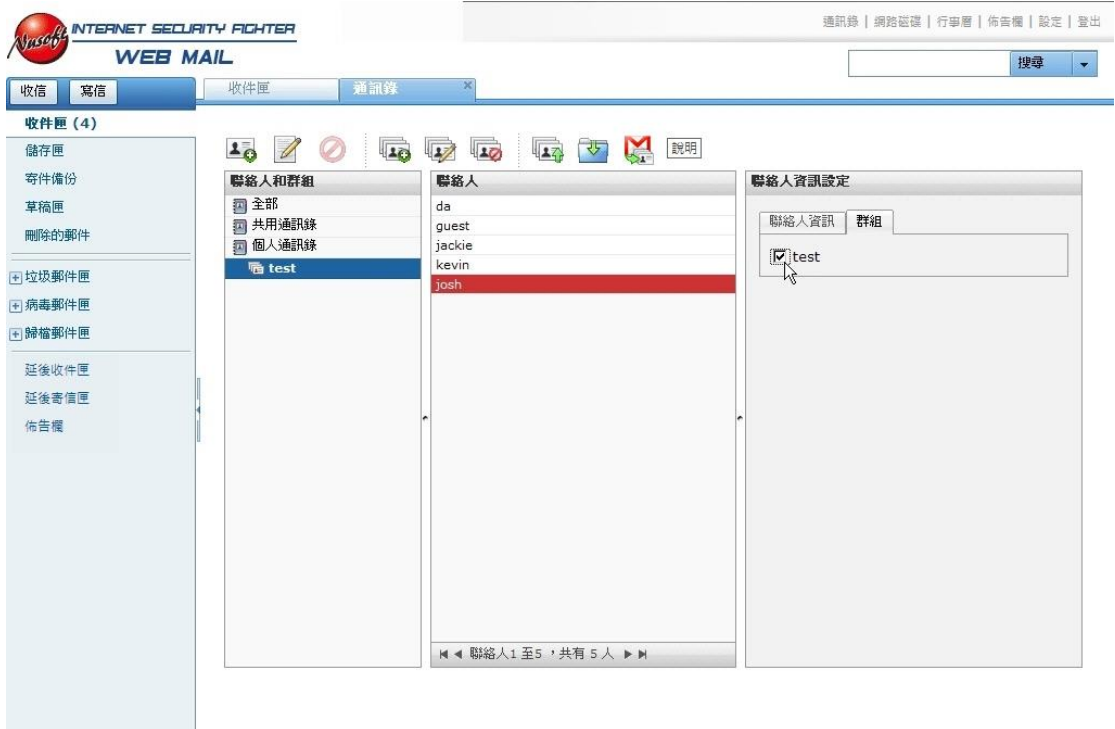 Nusoft INTERNET SECURITY FIGHTER
WEB MAIL
通訊錄 | 網路磁碟 | 行事曆 | 佈告欄 | 設定 | 登出
搜尋
收信 寫信
收件匣 通訊錄
收件匣 (4)
儲存匣
寄件備份
草稿匣
刪除的郵件
垃圾郵件匣
病毒郵件匣
歸檔郵件匣
延後收件匣
延後寄信匣
佈告欄
說明
聯絡人和群組
全部
共用通訊錄
個人通訊錄
test
聯絡人
da
guest
jackie
kevin
josh
聯絡人1 至5 ，共有 5 人
聯絡人資訊設定
聯絡人資訊 群組
test